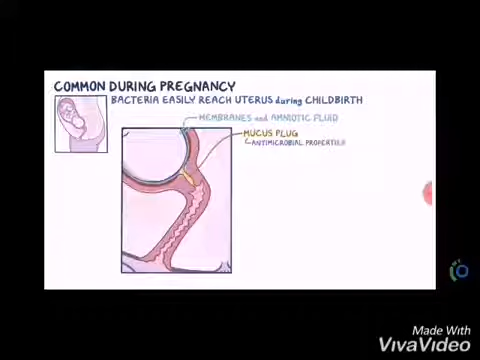 COMMON DURING PREGNANCY
BACTERIA EASILY REACH UTERUS during CHILDBIRTH
MEMBRANES and AMNIOTIC FLUID
MUCUS PLUG
ANTIMICROBIAL PROPERTIES
Made With
VivaVideo